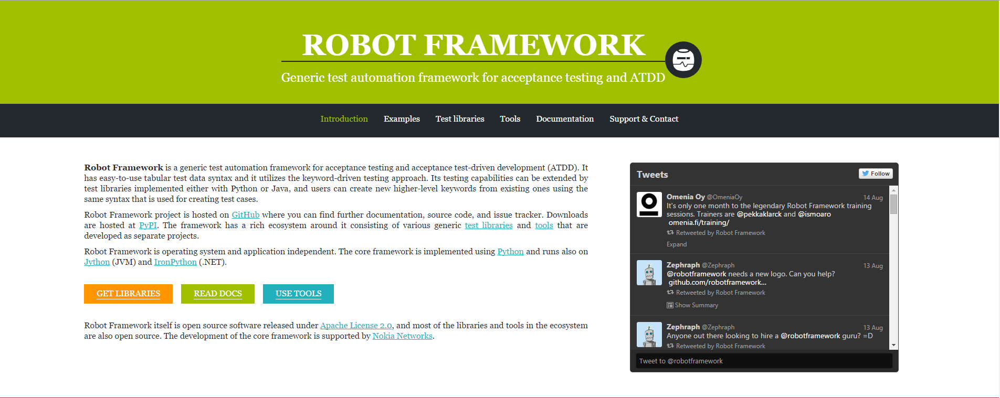 ROBOT FRAMEWORK
Generic test automation framework for acceptance testing and ATDD
Introduction Examples Test libraries Tools Documentation Support & Contact
Robot Framework is a generic test automation framework for acceptance testing and acceptance test-driven development (ATDD). It
has easy-to-use tabular test data syntax and it utilizes the keyword-driven testing approach. Its testing capabilities can be extended by
test libraries implemented either with Python or Java, and users can create new higher-level keywords from existing ones using the
same syntax that is used for creating test cases.
Robot Framework project is hosted on GitHub where you can find further documentation, source code, and issue tracker. Downloads
are hosted at PyPI. The framework has a rich ecosystem around it consisting of various generic test libraries and tools that are
developed as separate projects.
Robot Framework is operating system and application independent. The core framework is implemented using Python and runs also on
Jython (JVM) and IronPython (.NET).
GET LIBRARIES READ DOCS USE TOOLS
Robot Framework itself is open source software released under Apache License 2.0, and most of the libraries and tools in the ecosystem
are also open source. The development of the core framework is supported by Nokia Networks.
Tweets Follow
Omenia Oy @OmeniaOy 14 Aug
It's only one month to the legendary Robot Framework training
sessions. Trainers are @pekkaklarck and @ismoaro
omenia.fi/training/
Retweeted by Robot Framework
Expand
Zephraph @Zephraph 13 Aug
@robotframework needs a new logo. Can you help?
github.com/robotframework...
Retweeted by Robot Framework
Show Summary
Zephraph @Zephraph 13 Aug
Anyone out there looking to hire a @robotframework guru? =D
Retweeted by Robot Framework
Tweet to @robotframework